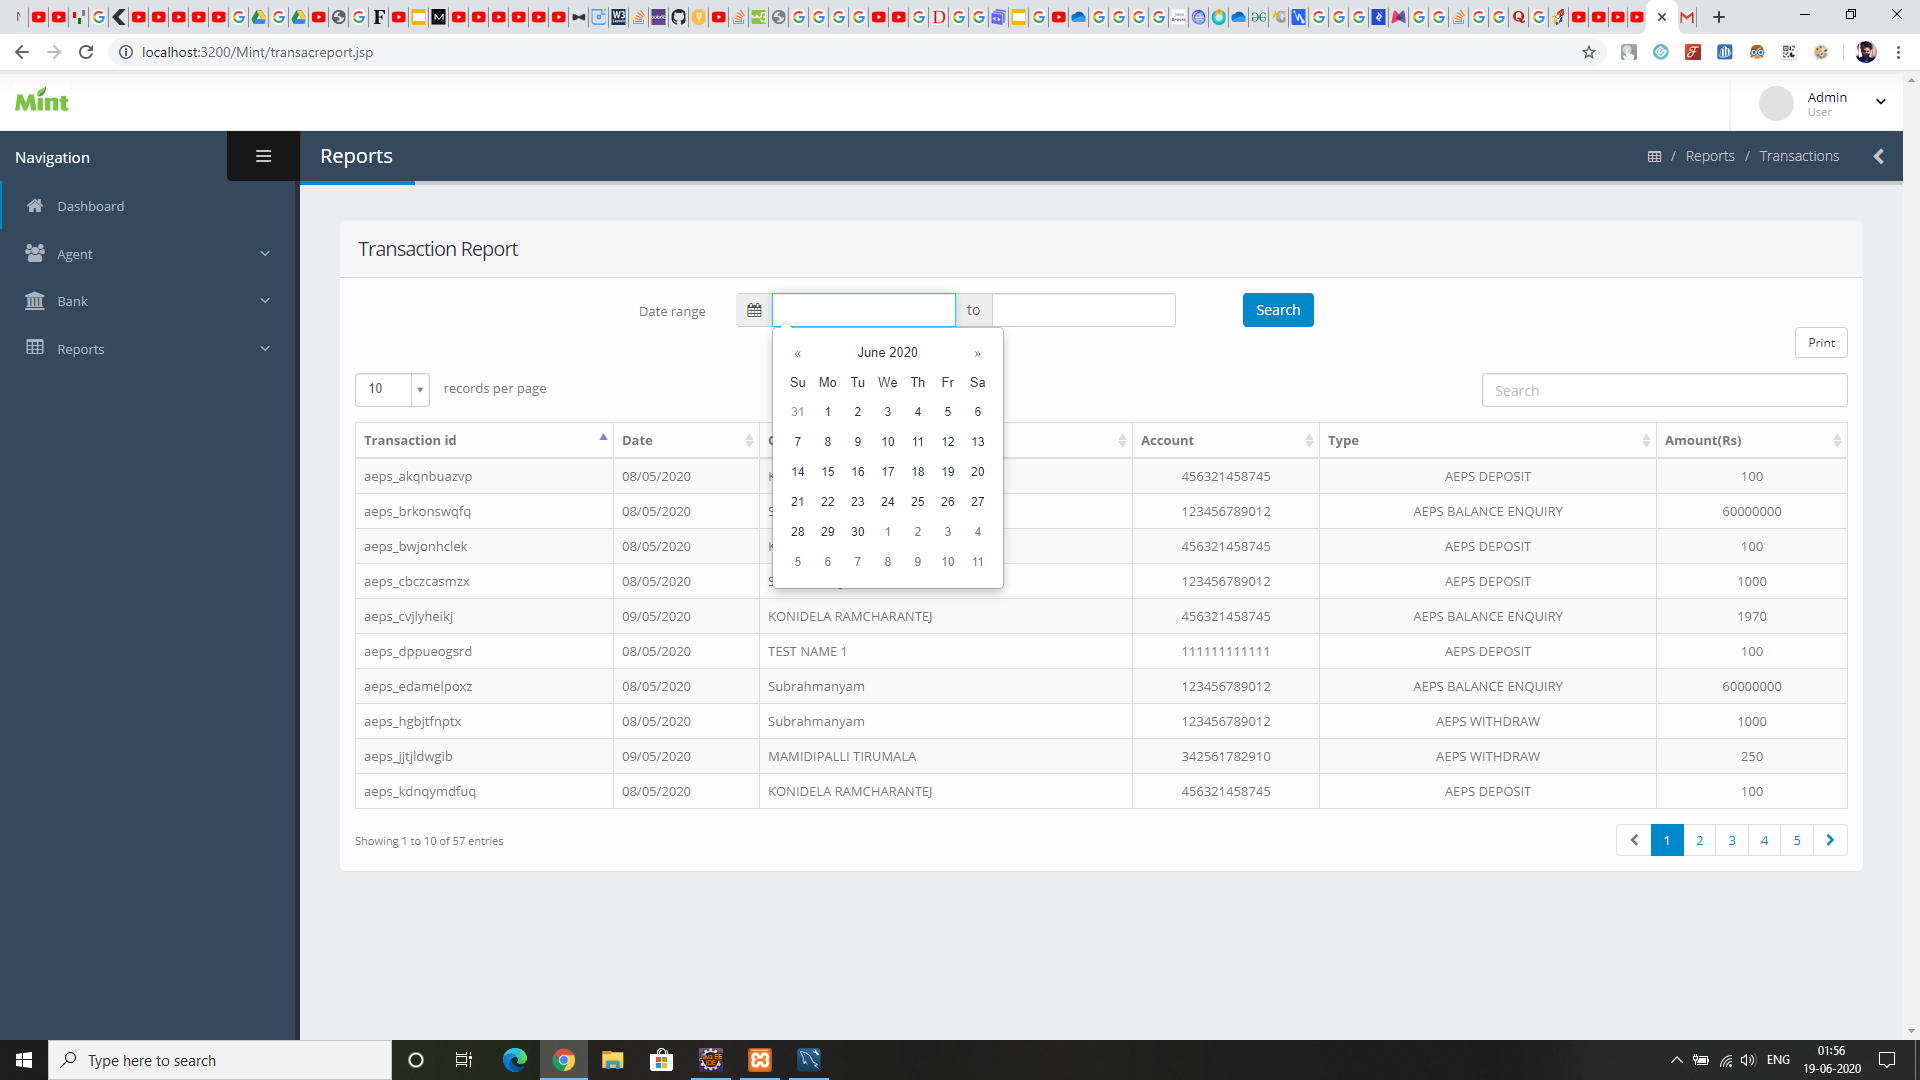 localhost:3200/Mint/transacreport.jsp
Mint
Admin
User
Navigation
Reports
/ Reports / Transactions
Dashboard
Agent
Bank
Reports
Transaction Report
Date range
to
Search
Print
« June 2020 »
Su Mo Tu We Th Fr Sa
31 1 2 3 4 5 6
7 8 9 10 11 12 13
14 15 16 17 18 19 20
21 22 23 24 25 26 27
28 29 30 1 2 3 4
5 6 7 8 9 10 11
10 records per page
Search
Transaction id Date Account Type Amount(Rs)
aeps_akqnbuazvp 08/05/2020 456321458745 AEPS DEPOSIT 100
aeps_brkonswqfq 08/05/2020 123456789012 AEPS BALANCE ENQUIRY 60000000
aeps_bwjonhclek 08/05/2020 456321458745 AEPS DEPOSIT 100
aeps_cbczcasmzx 08/05/2020 123456789012 AEPS DEPOSIT 1000
aeps_cvjlyheikj 09/05/2020 KONIDELA RAMCHARANTEJ 456321458745 AEPS BALANCE ENQUIRY 1970
aeps_dppueogsrd 08/05/2020 TEST NAME 1 111111111111 AEPS DEPOSIT 100
aeps_edamelpoxz 08/05/2020 Subrahmanyam 123456789012 AEPS BALANCE ENQUIRY 60000000
aeps_hgbjtfnptx 08/05/2020 Subrahmanyam 123456789012 AEPS WITHDRAW 1000
aeps_jjtjldwgib 09/05/2020 MAMIDIPALLI TIRUMALA 342561782910 AEPS WITHDRAW 250
aeps_kdnqymdfuq 08/05/2020 KONIDELA RAMCHARANTEJ 456321458745 AEPS DEPOSIT 100
Showing 1 to 10 of 57 entries
1 2 3 4 5
Type here to search
ENG
01:56
19-06-2020